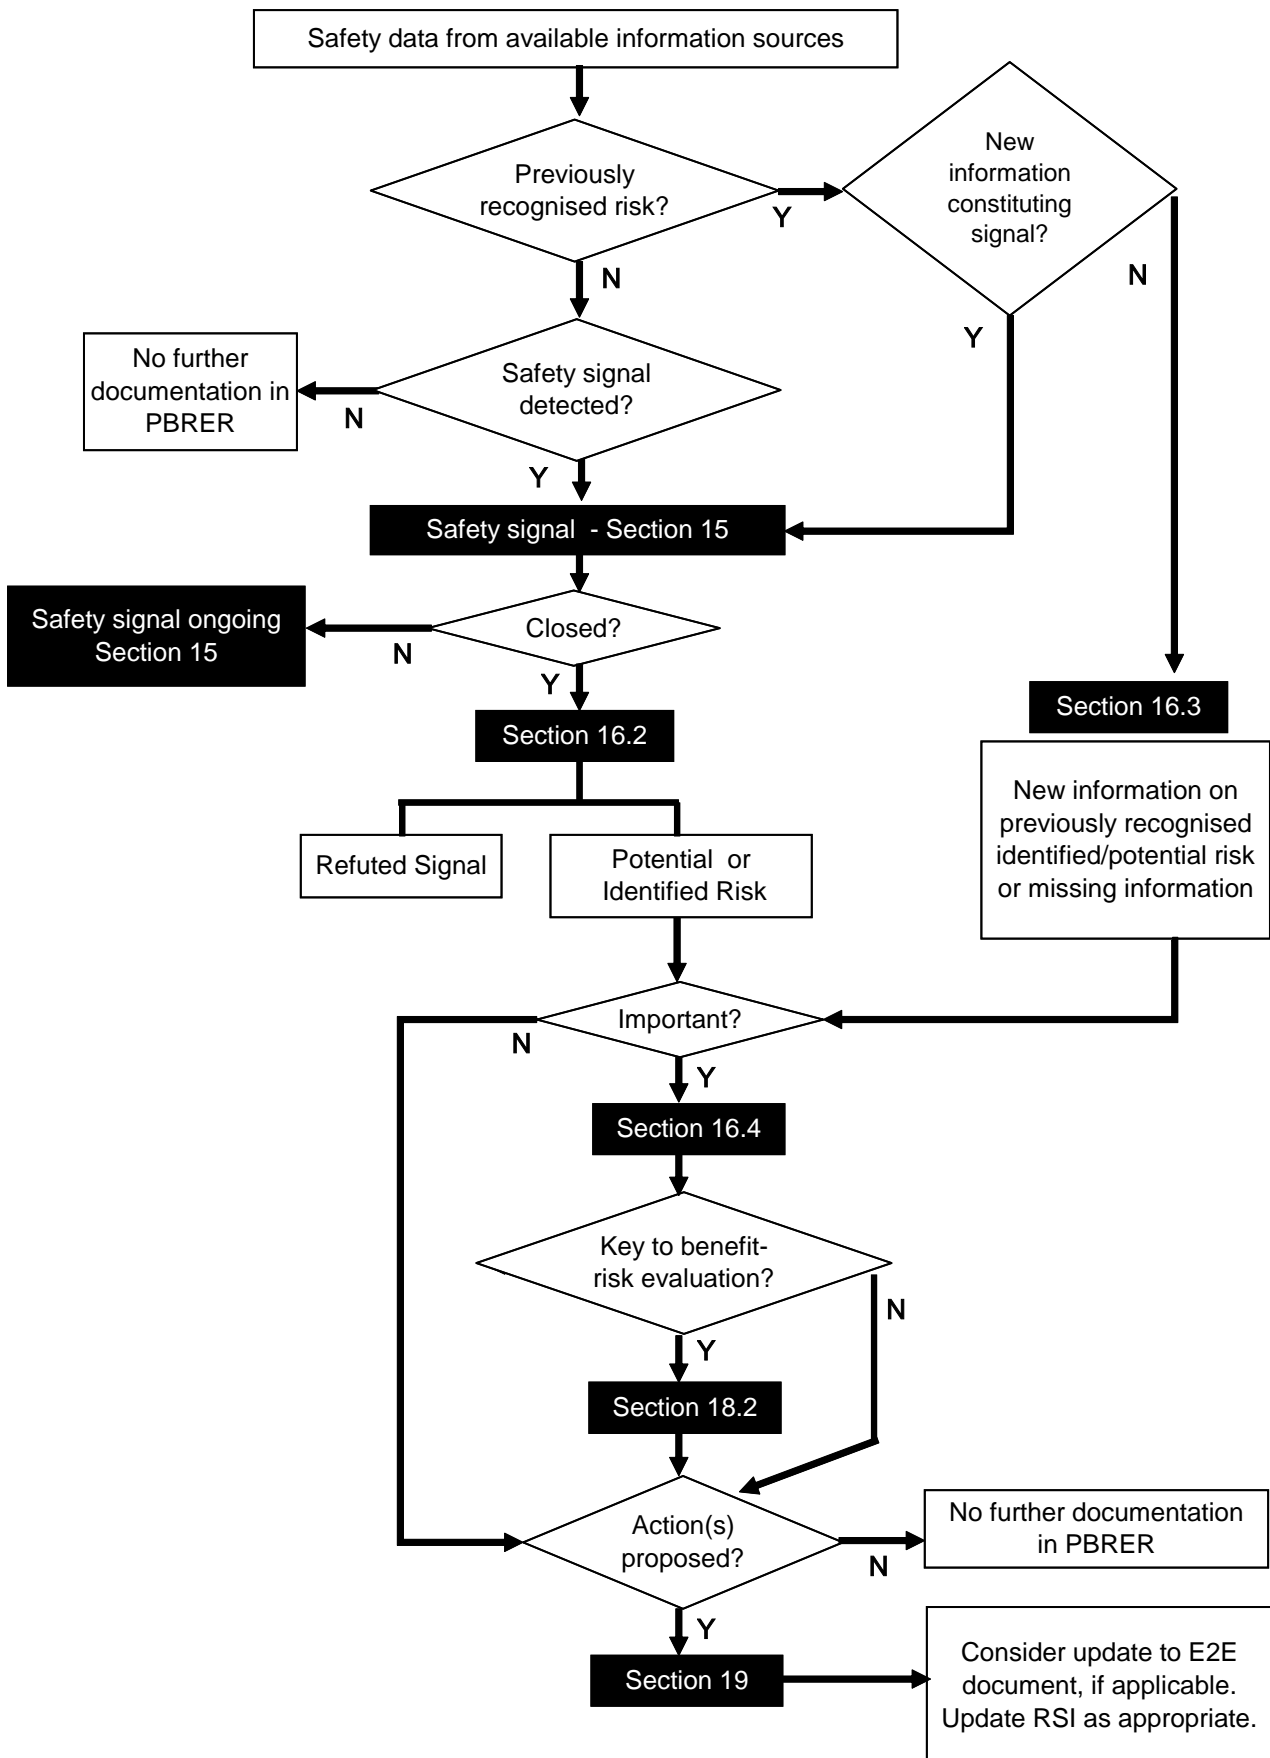 Safety data from available information sources
Previously
recognised risk?
Y
New
information
constituting
signal?
N
N
Y
Safety signal
detected?
N
No further
documentation in
PBRER
Y
Safety signal - Section 15
Closed?
N
Safety signal ongoing
Section 15
Y
Section 16.2
Section 16.3
New information on
previously recognised
identified/potential risk
or missing information
Refuted Signal
Potential or
Identified Risk
Important?
N
Y
Section 16.4
Key to benefit-
risk evaluation?
N
Y
Section 18.2
Action(s)
proposed?
N
No further documentation
in PBRER
Y
Section 19
Consider update to E2E
document, if applicable.
Update RSI as appropriate.